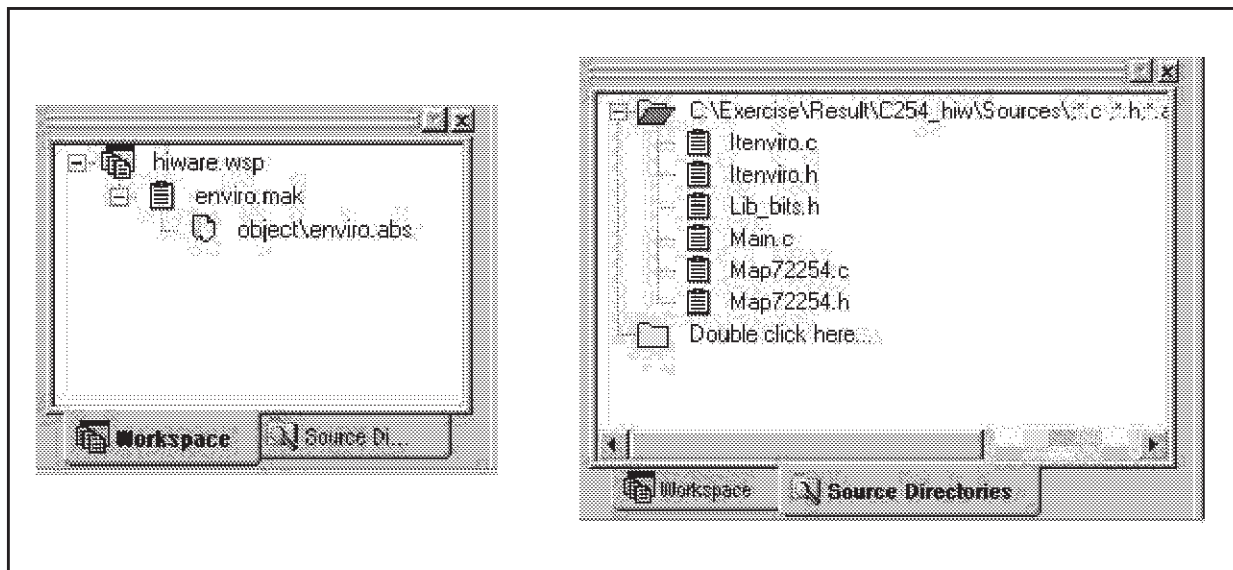 hiware.wsp
enviro.mak
object\enviro.abs
Workspace
Source Di...
C:\Exercise\Result\C254_hiw\Sources\;*.c ;*.h;*.a
Itenviro.c
Itenviro.h
Lib_bits.h
Main.c
Map72254.c
Map72254.h
Double click here...
Workspace
Source Directories